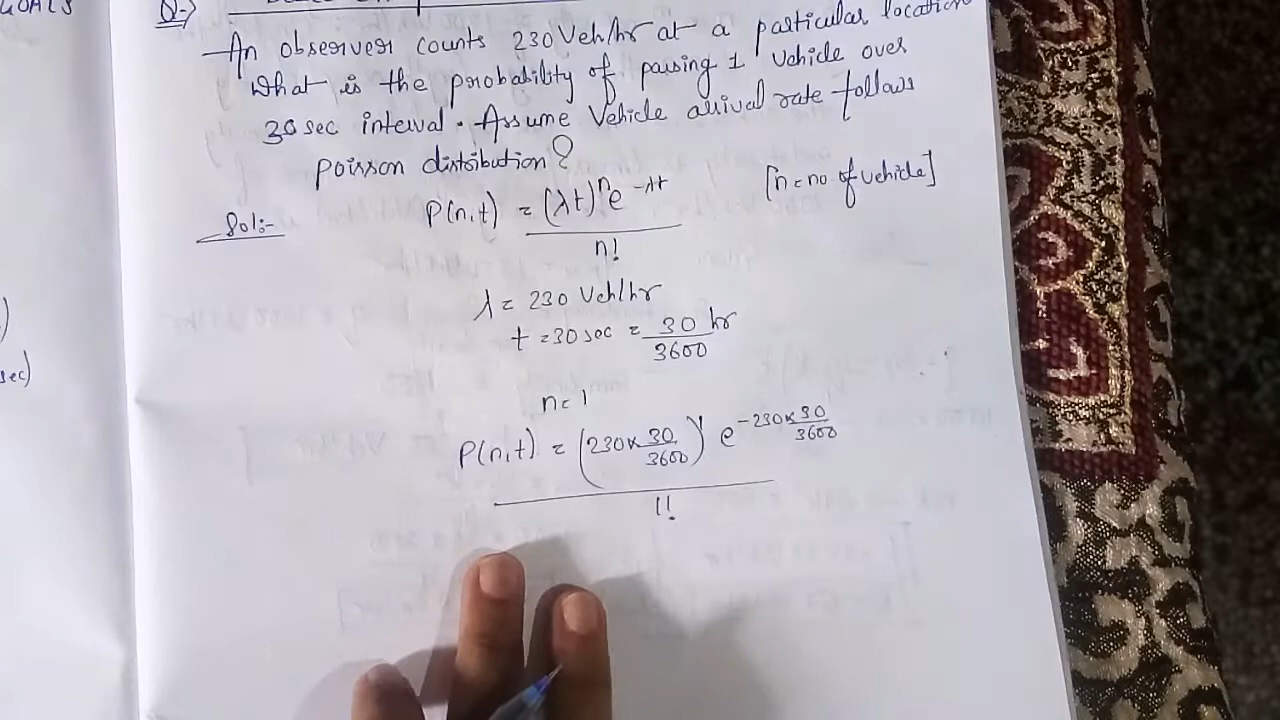 GOALS
sec)
Q→
An observer counts 230 Veh/hr at a particular location
What is the probability of passing 1 vehicle over
30 sec interval. Assume Vehicle arrival rate follows
poisson distribution?
Sol:-
P(n,t) = (λt)ⁿ e^-λt [n = no of vehicle]
n!
λ = 230 Veh/hr
t = 30 sec = 30/3600 hr
n = 1
P(n,t) = (230 × 30/3600)^1 e^-230×30/3600
1!